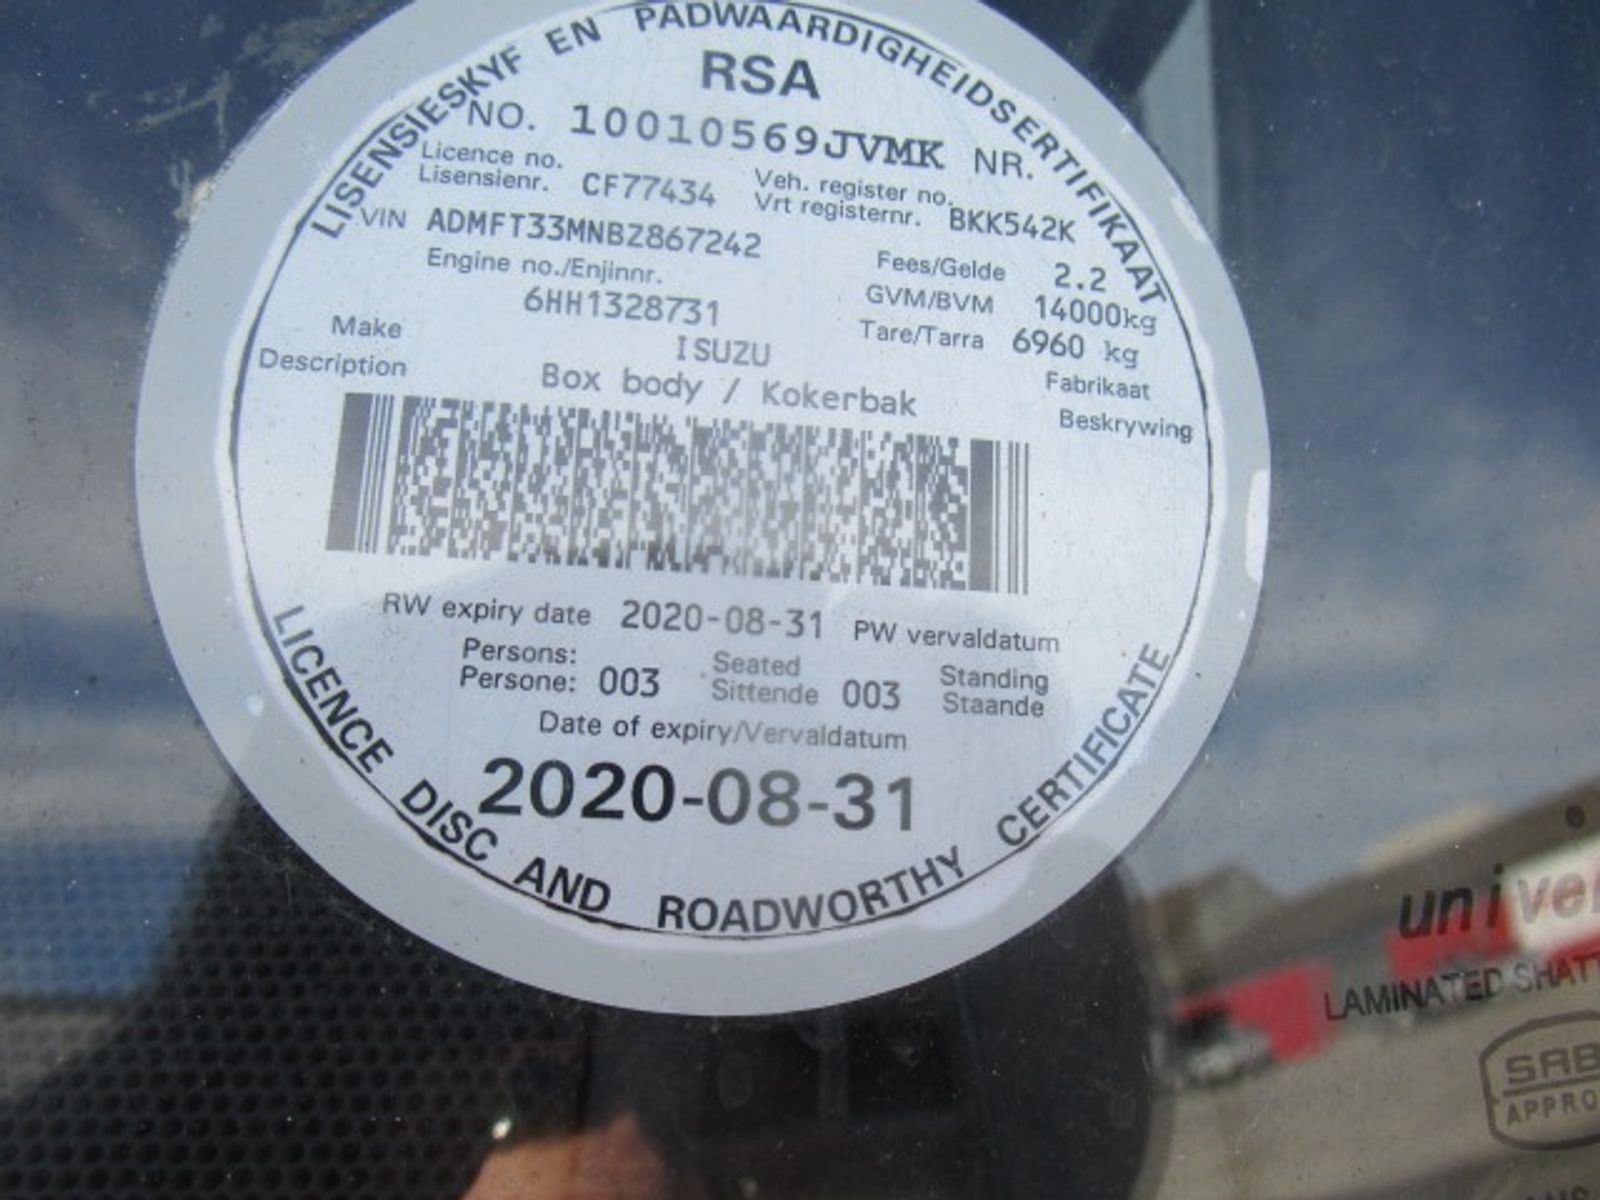 LISENSIESKYF EN PADWAARDIGHEIDSERTIFIKAAT
RSA
NO. 10010569JVMK NR.
Licence no. Veh. register no.
Lisensienr. CF77434 Vrt registernr. BKK542K
VIN ADMFT33MNBZ867242
Engine no./Enjinnr. Fees/Gelde 2.2
6HH1328731 GVM/BVM 14000kg
Make ISUZU Tare/Tarra 6960 kg
Fabrikaat
Description Box body / Kokerbak Beskrywing
RW expiry date 2020-08-31 PW vervaldatum
Persons: Seated Standing
Persone: 003 Sittende 003 Staande
Date of expiry/Vervaldatum
2020-08-31
LICENCE DISC AND ROADWORTHY CERTIFICATE
LAMINATED